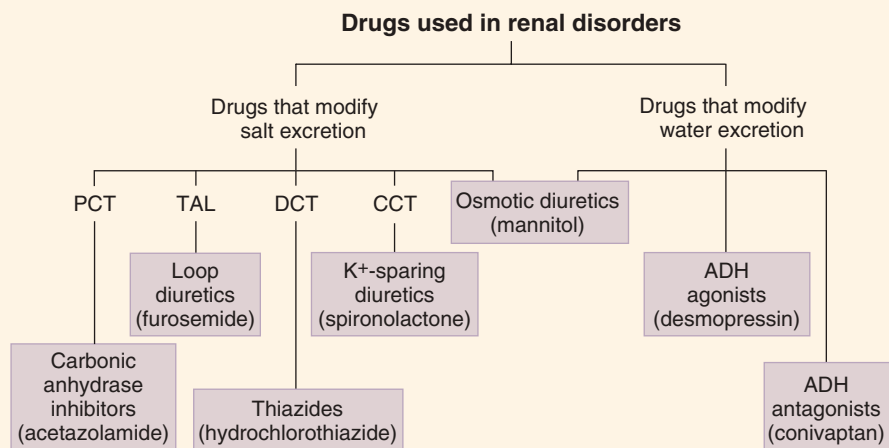 Drugs used in renal disorders
Drugs that modify
salt excretion
Drugs that modify
water excretion
PCT
TAL
DCT
CCT
Osmotic diuretics
(mannitol)
Loop
diuretics
(furosemide)
K+-sparing
diuretics
(spironolactone)
ADH
agonists
(desmopressin)
Carbonic
anhydrase
inhibitors
(acetazolamide)
Thiazides
(hydrochlorothiazide)
ADH
antagonists
(conivaptan)